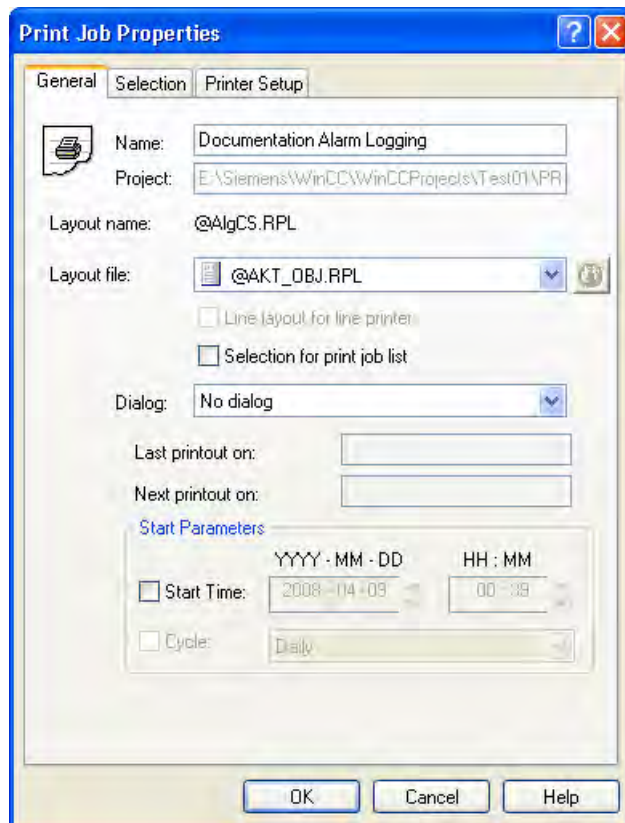 Print Job Properties
General Selection Printer Setup
Name: Documentation Alarm Logging
Project: E:\Siemens\WinCC\WinCCProjects\Test01\PR
Layout name: @AlgCS.RPL
Layout file: @AKT_OBJ.RPL
Line layout for line printer
Selection for print job list
Dialog: No dialog
Last printout on:
Next printout on:
Start Parameters
YYYY - MM - DD HH : MM
Start Time: 2008 -04 -09 00 :39
Cycle: Daily
OK Cancel Help